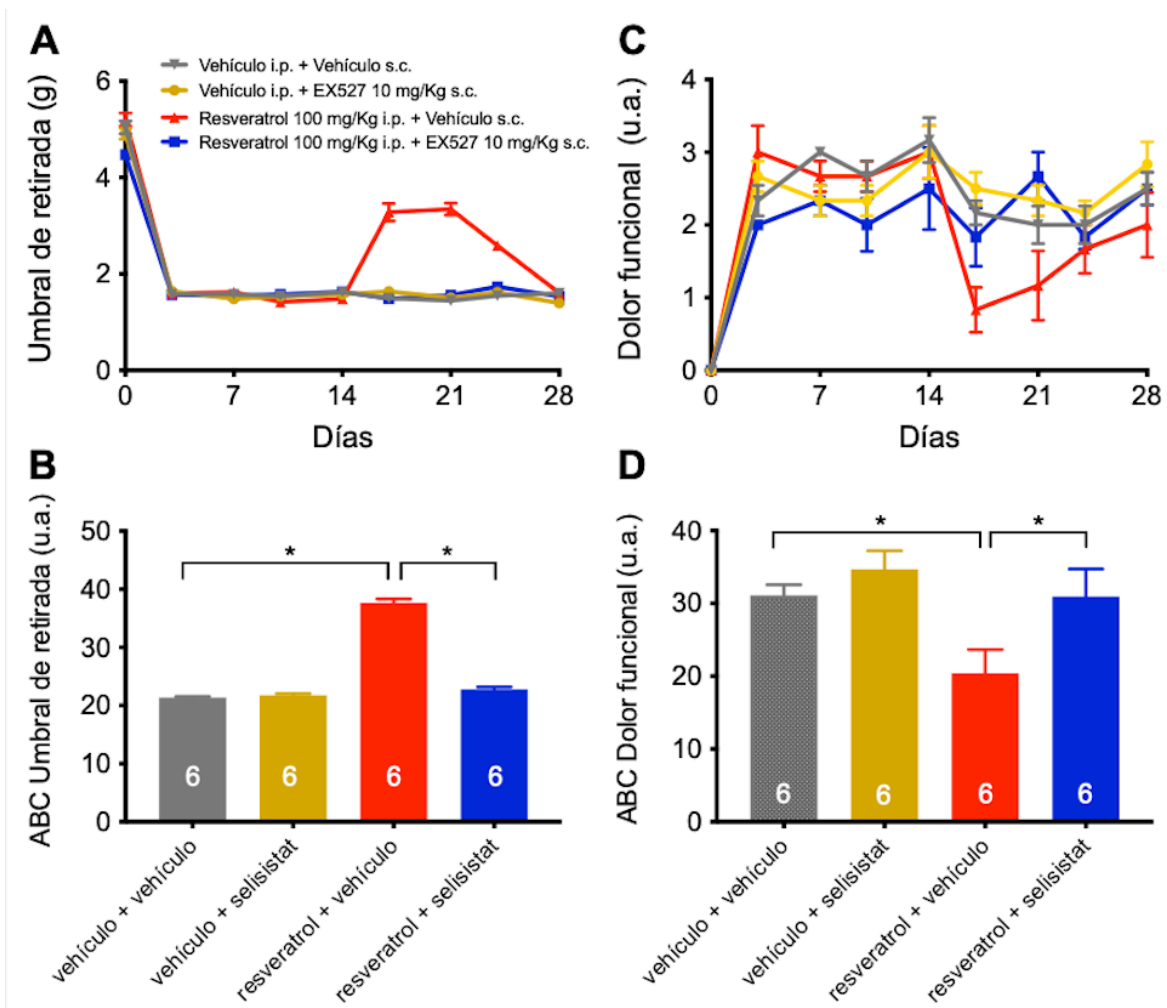 A
Vehículo i.p. + Vehículo s.c.
Vehículo i.p. + EX527 10 mg/Kg s.c.
Resveratrol 100 mg/Kg i.p. + Vehículo s.c.
Resveratrol 100 mg/Kg i.p. + EX527 10 mg/Kg s.c.
Umbral de retirada (g)
6
4
2
0
0 7 14 21 28
Días
C
Dolor funcional (u.a.)
4
3
2
1
0
0 7 14 21 28
Días
B
ABC Umbral de retirada (u.a.)
50
40
30
20
10
0
* *
6 6 6 6
vehículo + vehículo
vehículo + selisistat
resveratrol + vehículo
resveratrol + selisistat
D
ABC Dolor funcional (u.a.)
40
30
20
10
0
* *
6 6 6 6
vehículo + vehículo
vehículo + selisistat
resveratrol + vehículo
resveratrol + selisistat